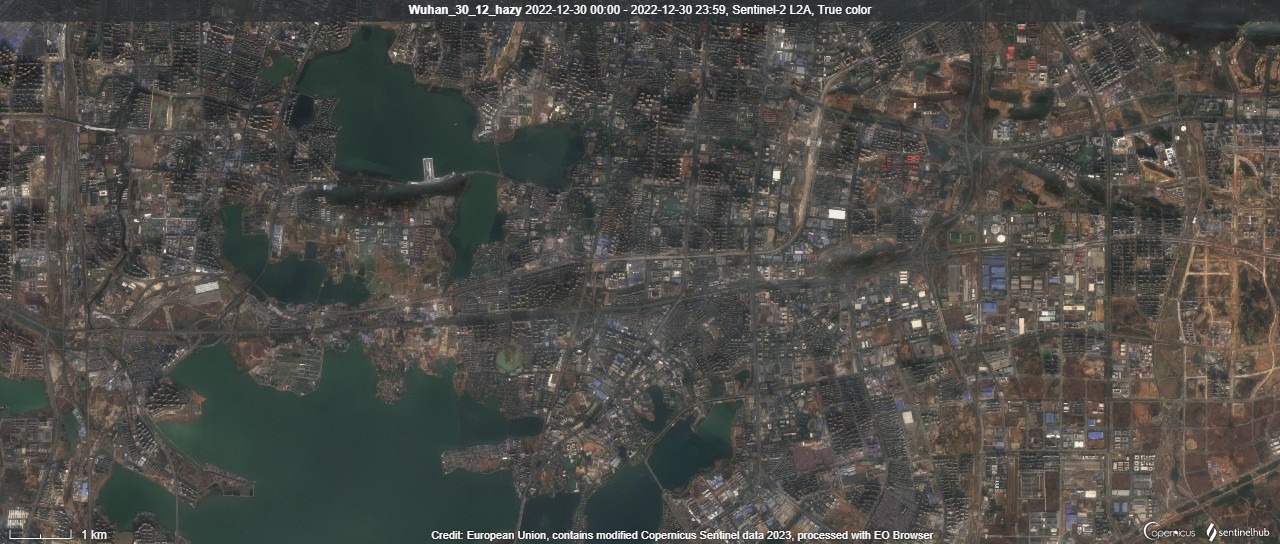 Wuhan_30_12_hazy 2022-12-30 00:00 - 2022-12-30 23:59, Sentinel-2 L2A, True color
1 km
Credit: European Union, contains modified Copernicus Sentinel data 2023, processed with EO Browser
Copernicus
sentinelhub